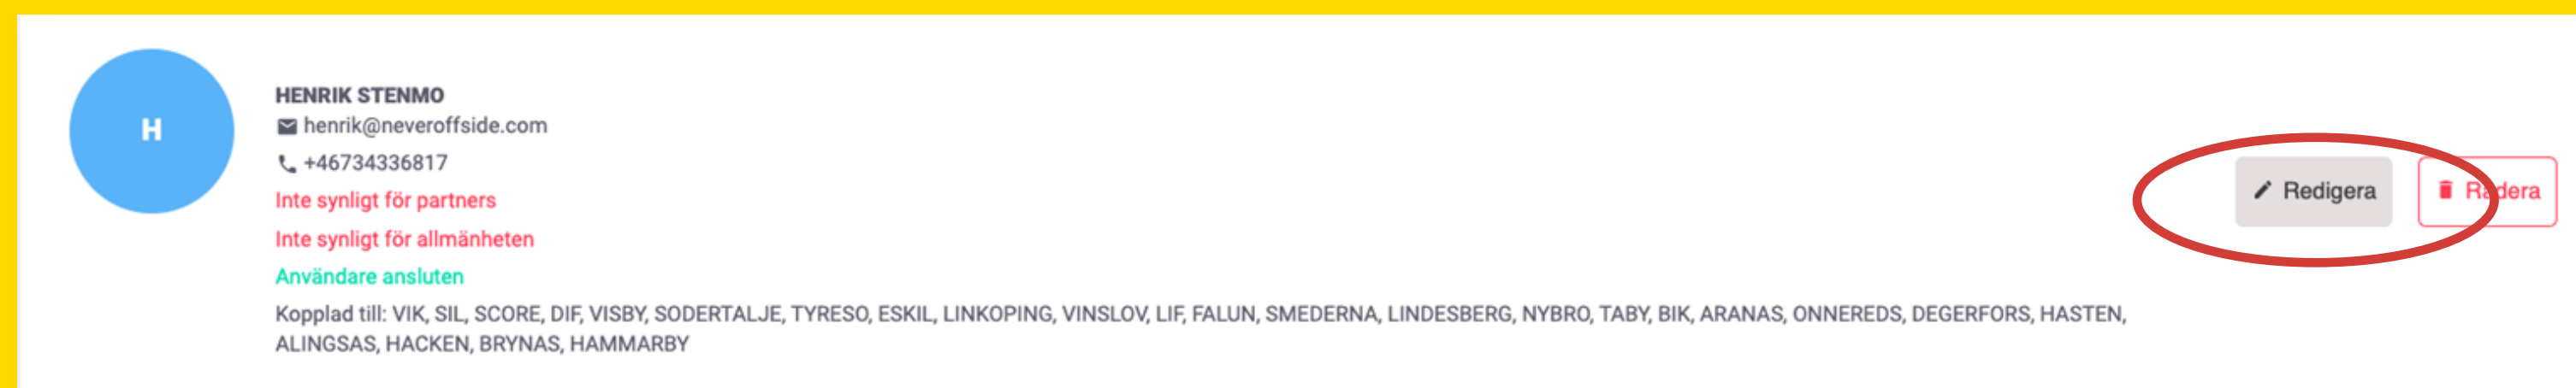 H
HENRIK STENMO
henrik@neveroffside.com
+46734336817
Inte synligt för partners
Inte synligt för allmänheten
Användare ansluten
Kopplad till: VIK, SIL, SCORE, DIF, VISBY, SODERTALJE, TYRESO, ESKIL, LINKOPING, VINSLOV, LIF, FALUN, SMEDERNA, LINDESBERG, NYBRO, TABY, BIK, ARANAS, ONNEREDS, DEGERFORS, HASTEN,
ALINGSAS, HACKEN, BRYNAS, HAMMARBY
Redigera
Radera